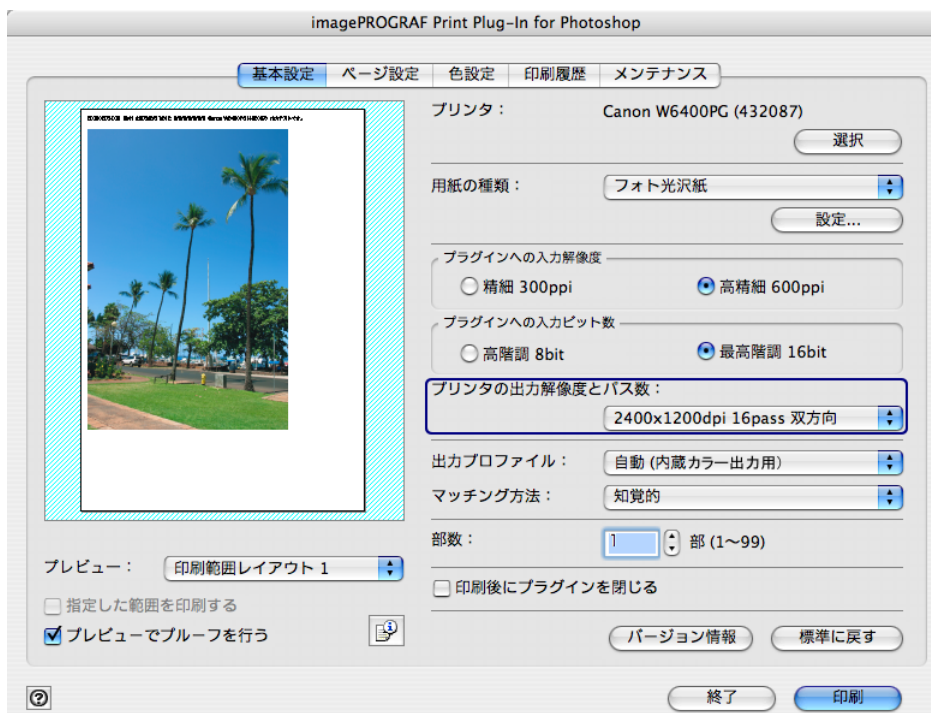 imagePROGRAF Print Plug-In for Photoshop
基本設定 ページ設定 色設定 印刷履歴 メンテナンス
プリンタ： Canon W6400PG (432087)
選択
用紙の種類： フォト光沢紙
設定...
プラグインへの入力解像度
精細 300ppi 高精細 600ppi
プラグインへの入力ビット数
高階調 8bit 最高階調 16bit
プリンタの出力解像度とパス数：
2400x1200dpi 16pass 双方向
出力プロファイル： 自動 (内蔵カラー出力用)
マッチング方法： 知覚的
部数： 1 部 (1〜99)
印刷後にプラグインを閉じる
プレビュー： 印刷範囲レイアウト 1
指定した範囲を印刷する
プレビューでプルーフを行う
バージョン情報 標準に戻す
? 終了 印刷